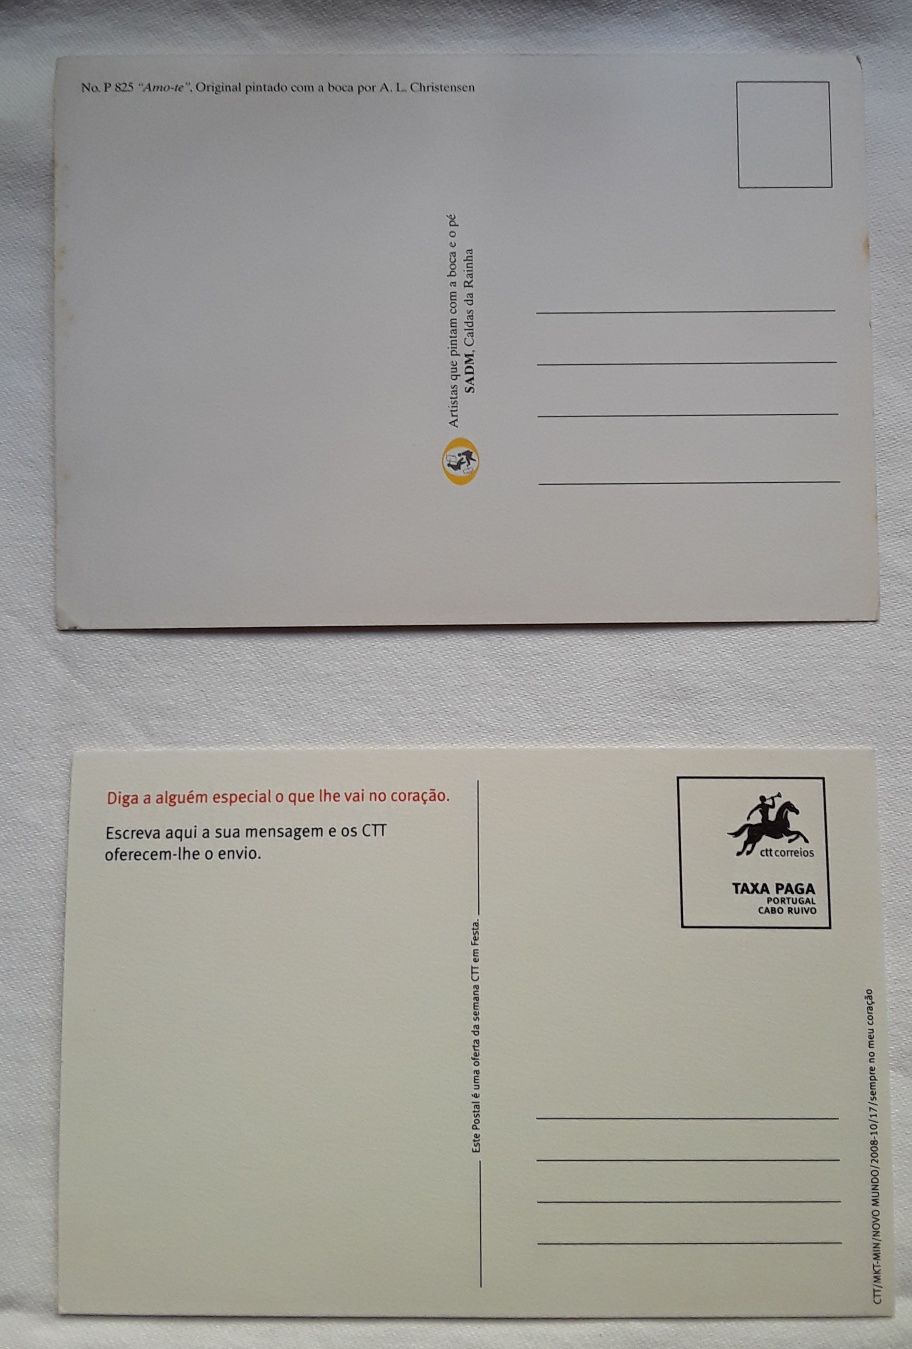 No. P 825 "Amo-te", Original pintado com a boca por A. L. Christensen
Artistas que pintam com a boca e o pé
SADM, Caldas da Rainha
Diga a alguém especial o que lhe vai no coração.
Escreva aqui a sua mensagem e os CTT
oferecem-lhe o envio.
Este Postal é uma oferta da semana CTT em Festa.
ctt correios
TAXA PAGA
PORTUGAL
CABO RUIVO
CTT/MKT-MIN/NOVO MUNDO/2008-10/17/sempre no meu coração